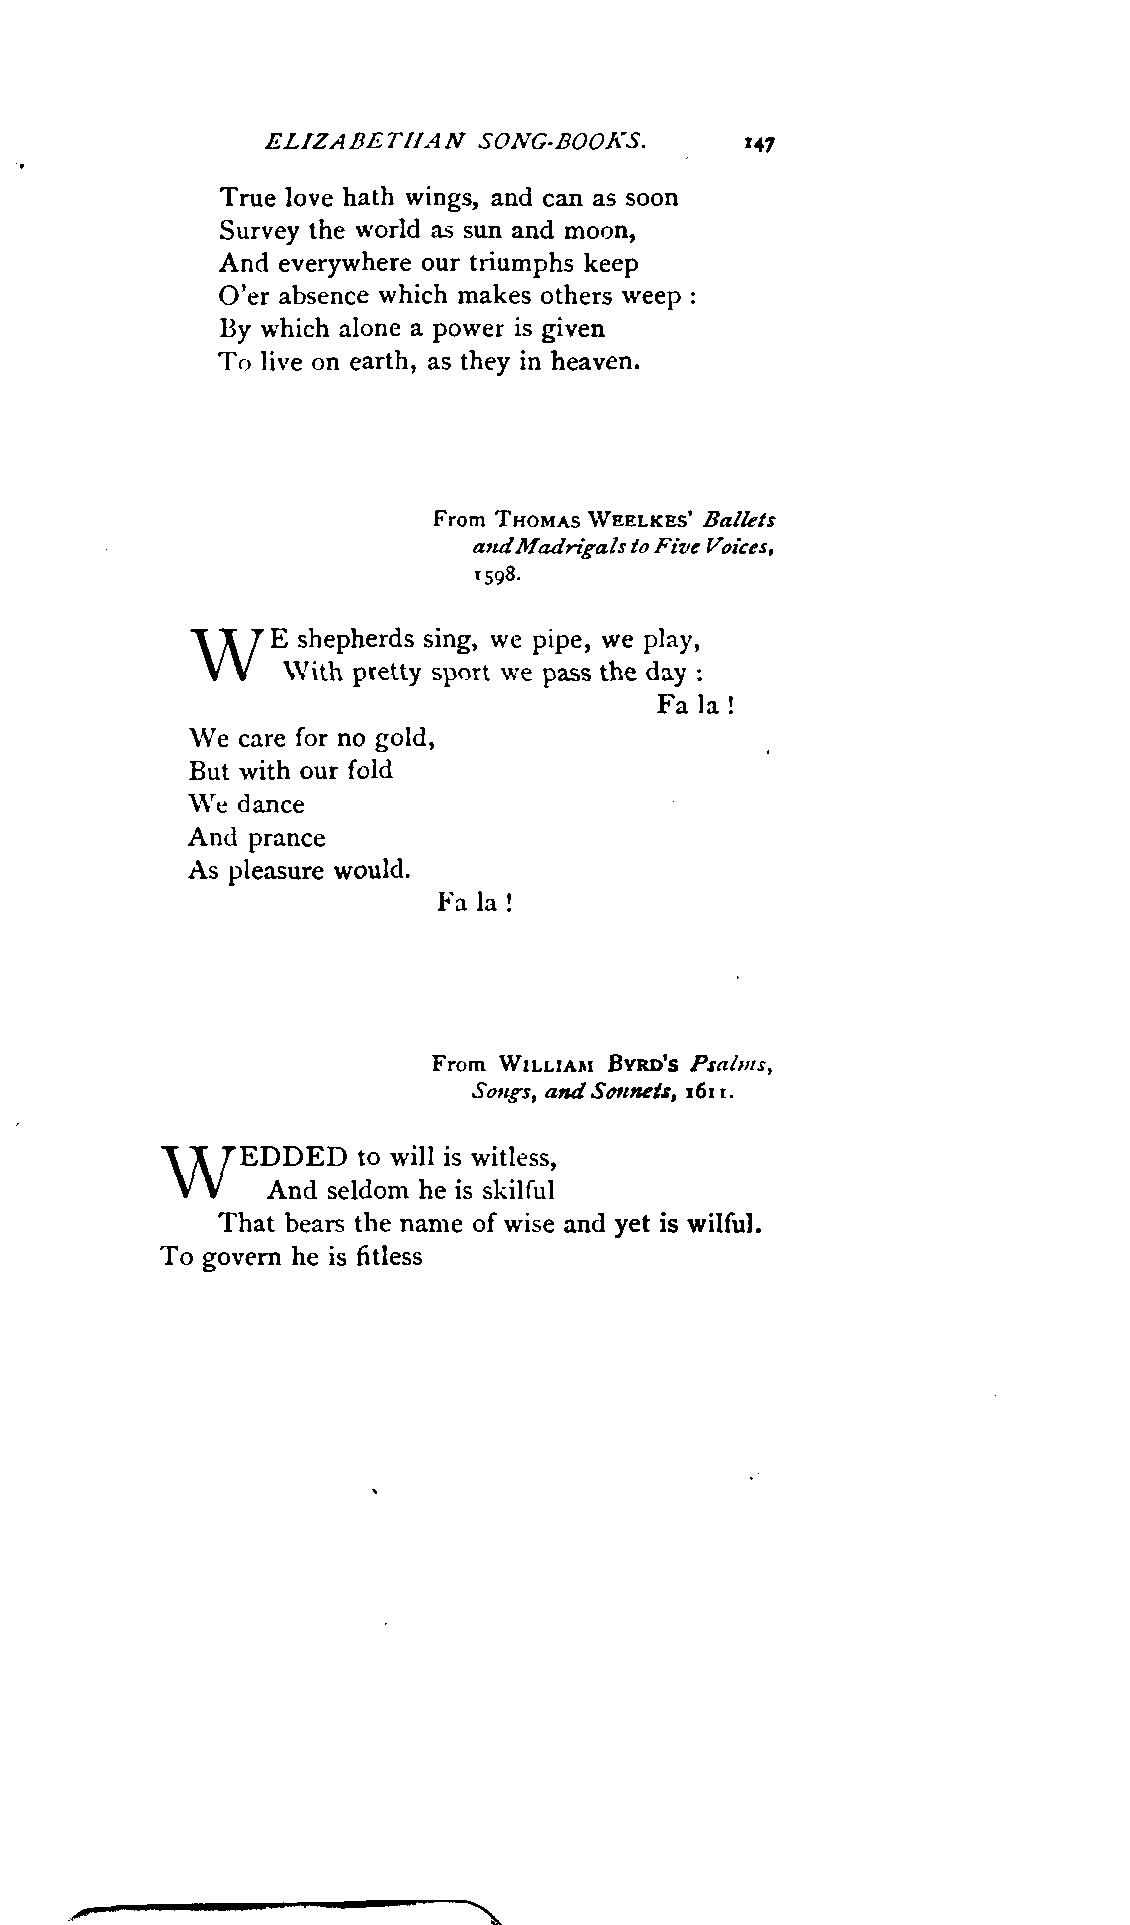 ELIZABETHAN SONG-BOOKS. 147
True love hath wings, and can as soon
Survey the world as sun and moon,
And everywhere our triumphs keep
O'er absence which makes others weep :
By which alone a power is given
To live on earth, as they in heaven.
From THOMAS WEELKES' Ballets
and Madrigals to Five Voices,
1598.
WE shepherds sing, we pipe, we play,
With pretty sport we pass the day :
Fa la !
We care for no gold,
But with our fold
We dance
And prance
As pleasure would.
Fa la !
From WILLIAM BYRD'S Psalms,
Songs, and Sonnets, 1611.
WEDDED to will is witless,
And seldom he is skilful
That bears the name of wise and yet is wilful.
To govern he is fitless